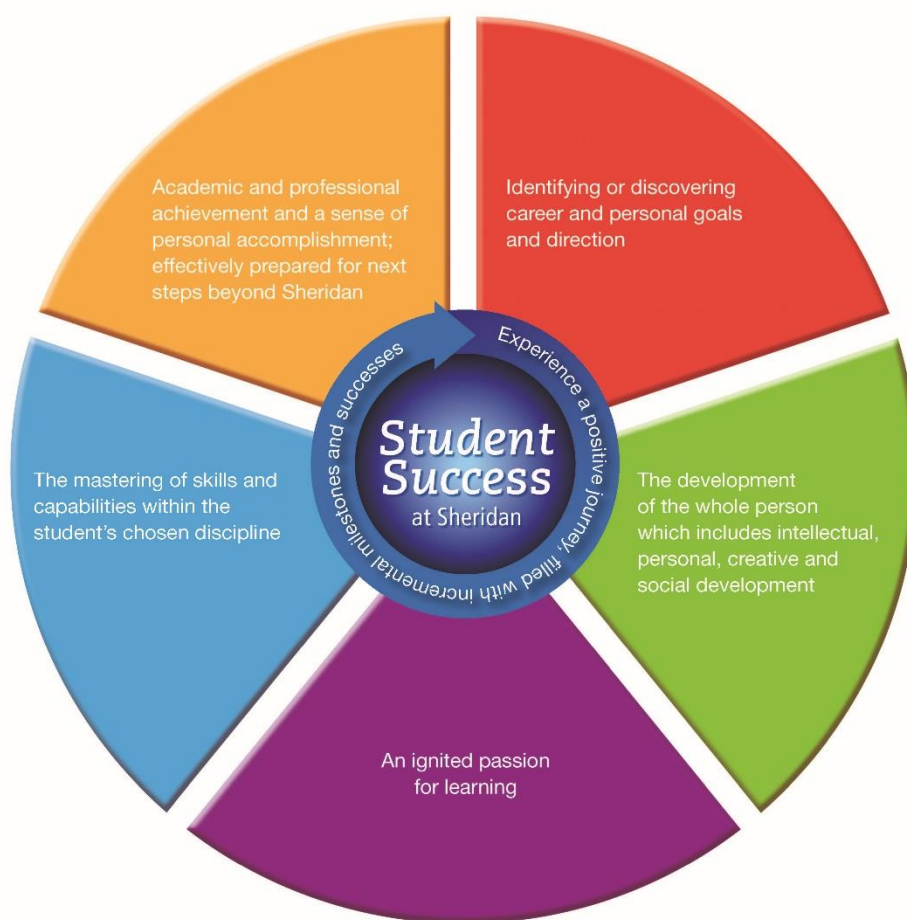 Academic and professional
achievement and a sense of
personal accomplishment;
effectively prepared for next
steps beyond Sheridan
Identifying or discovering
career and personal goals
and direction
Experience a positive journey, filled with incremental milestones and successes
Student
Success
at Sheridan
The mastering of skills and
capabilities within the
student's chosen discipline
The development
of the whole person
which includes intellectual,
personal, creative and
social development
An ignited passion
for learning